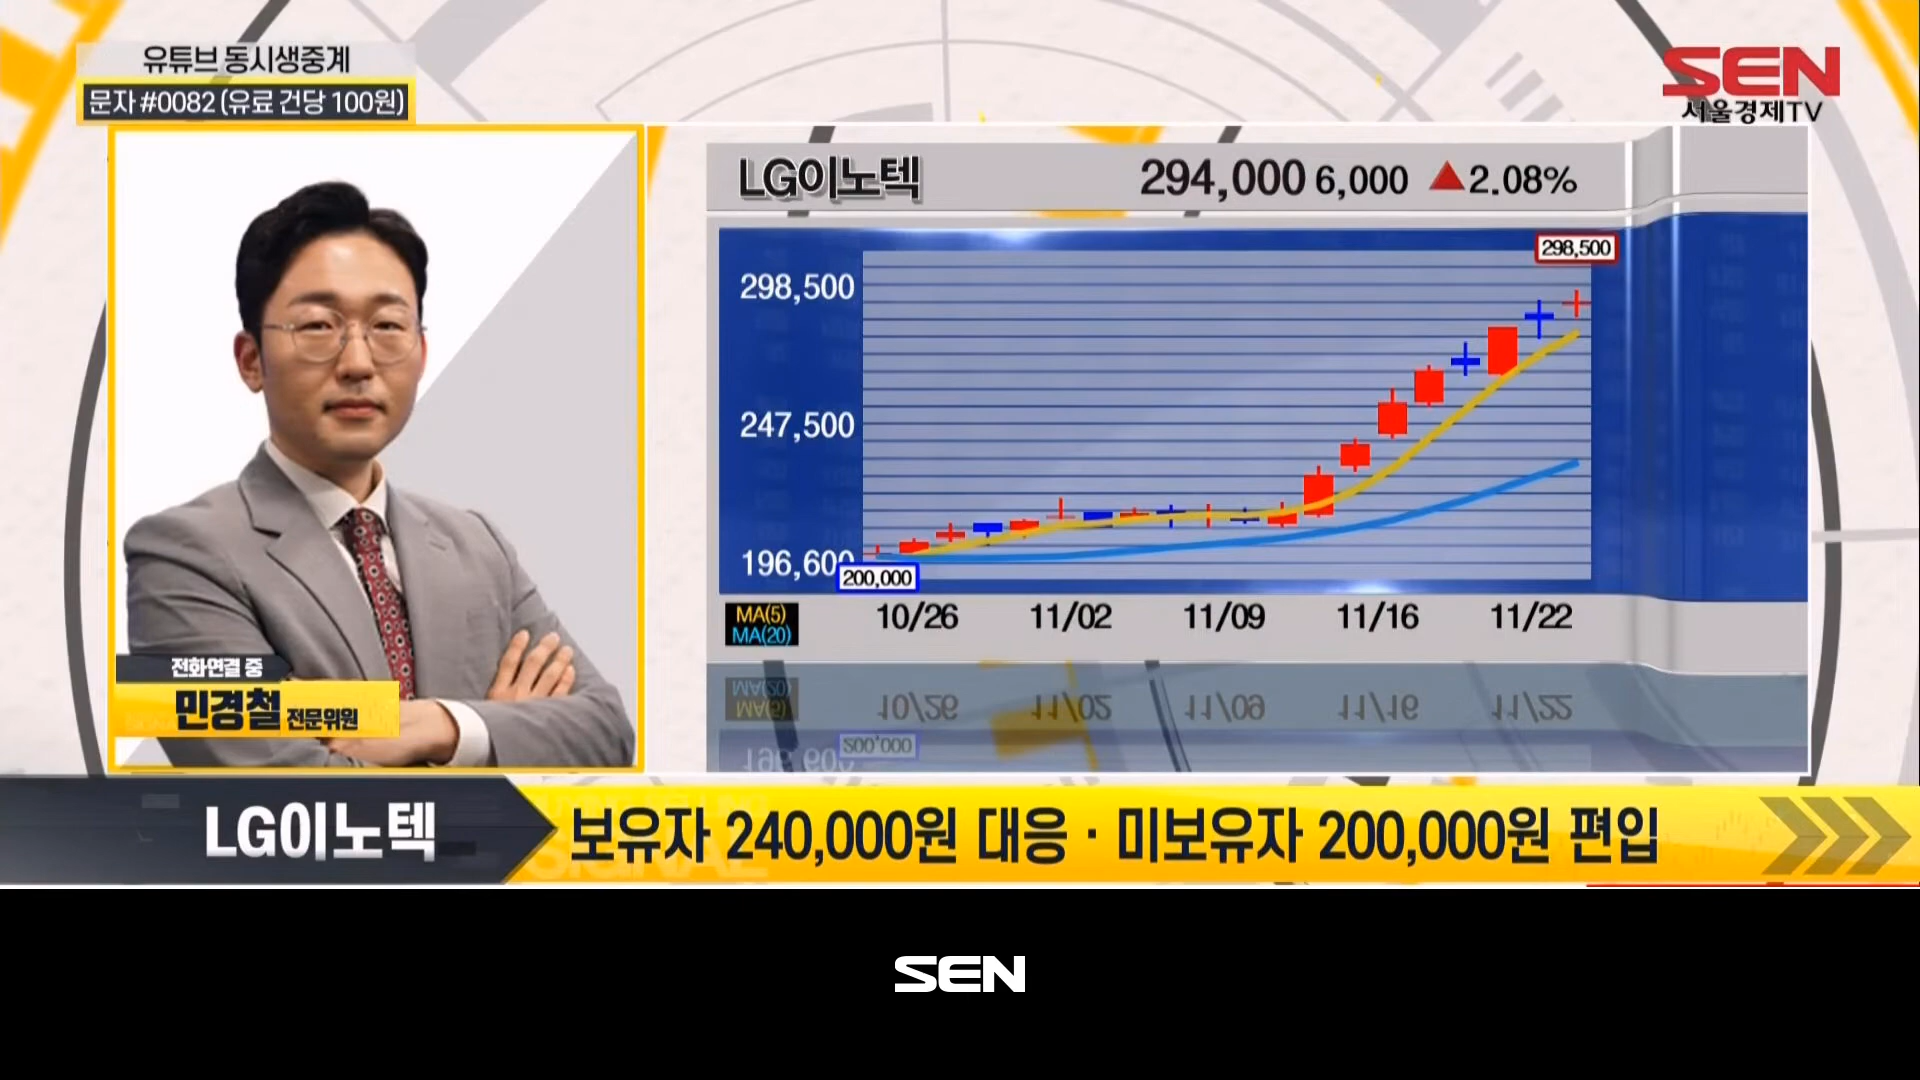 유튜브 동시생중계
문자 #0082 (유료 건당 100원)
SEN
서울경제TV
LG이노텍 294,000 6,000 ▲2.08%
298,500
298,500
247,500
196,600
200,000
MA(5)
MA(20)
10/26 11/02 11/09 11/16 11/22
전화연결 중
민경철 전문위원
LG이노텍
보유자 240,000원 대응 · 미보유자 200,000원 편입
SEN